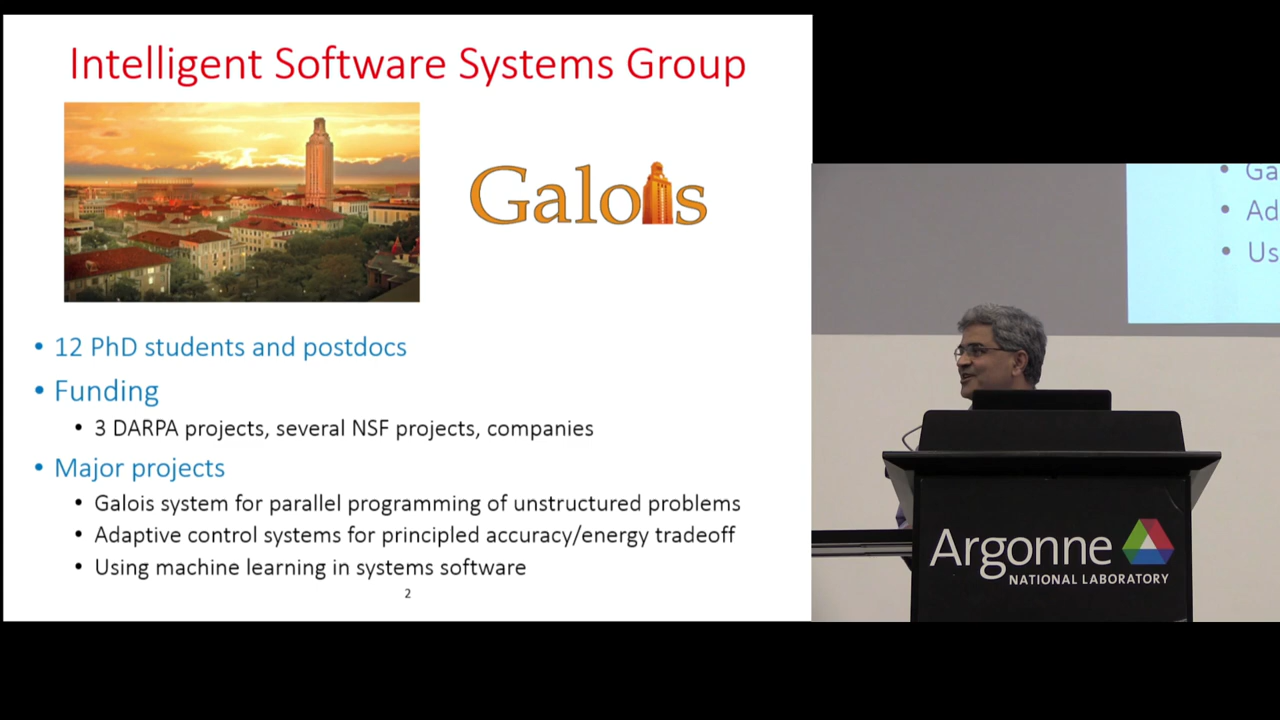 Intelligent Software Systems Group
Galois
• 12 PhD students and postdocs
• Funding
• 3 DARPA projects, several NSF projects, companies
• Major projects
• Galois system for parallel programming of unstructured problems
• Adaptive control systems for principled accuracy/energy tradeoff
• Using machine learning in systems software
2
• Ga
• Ad
• Us
Argonne
NATIONAL LABORATORY